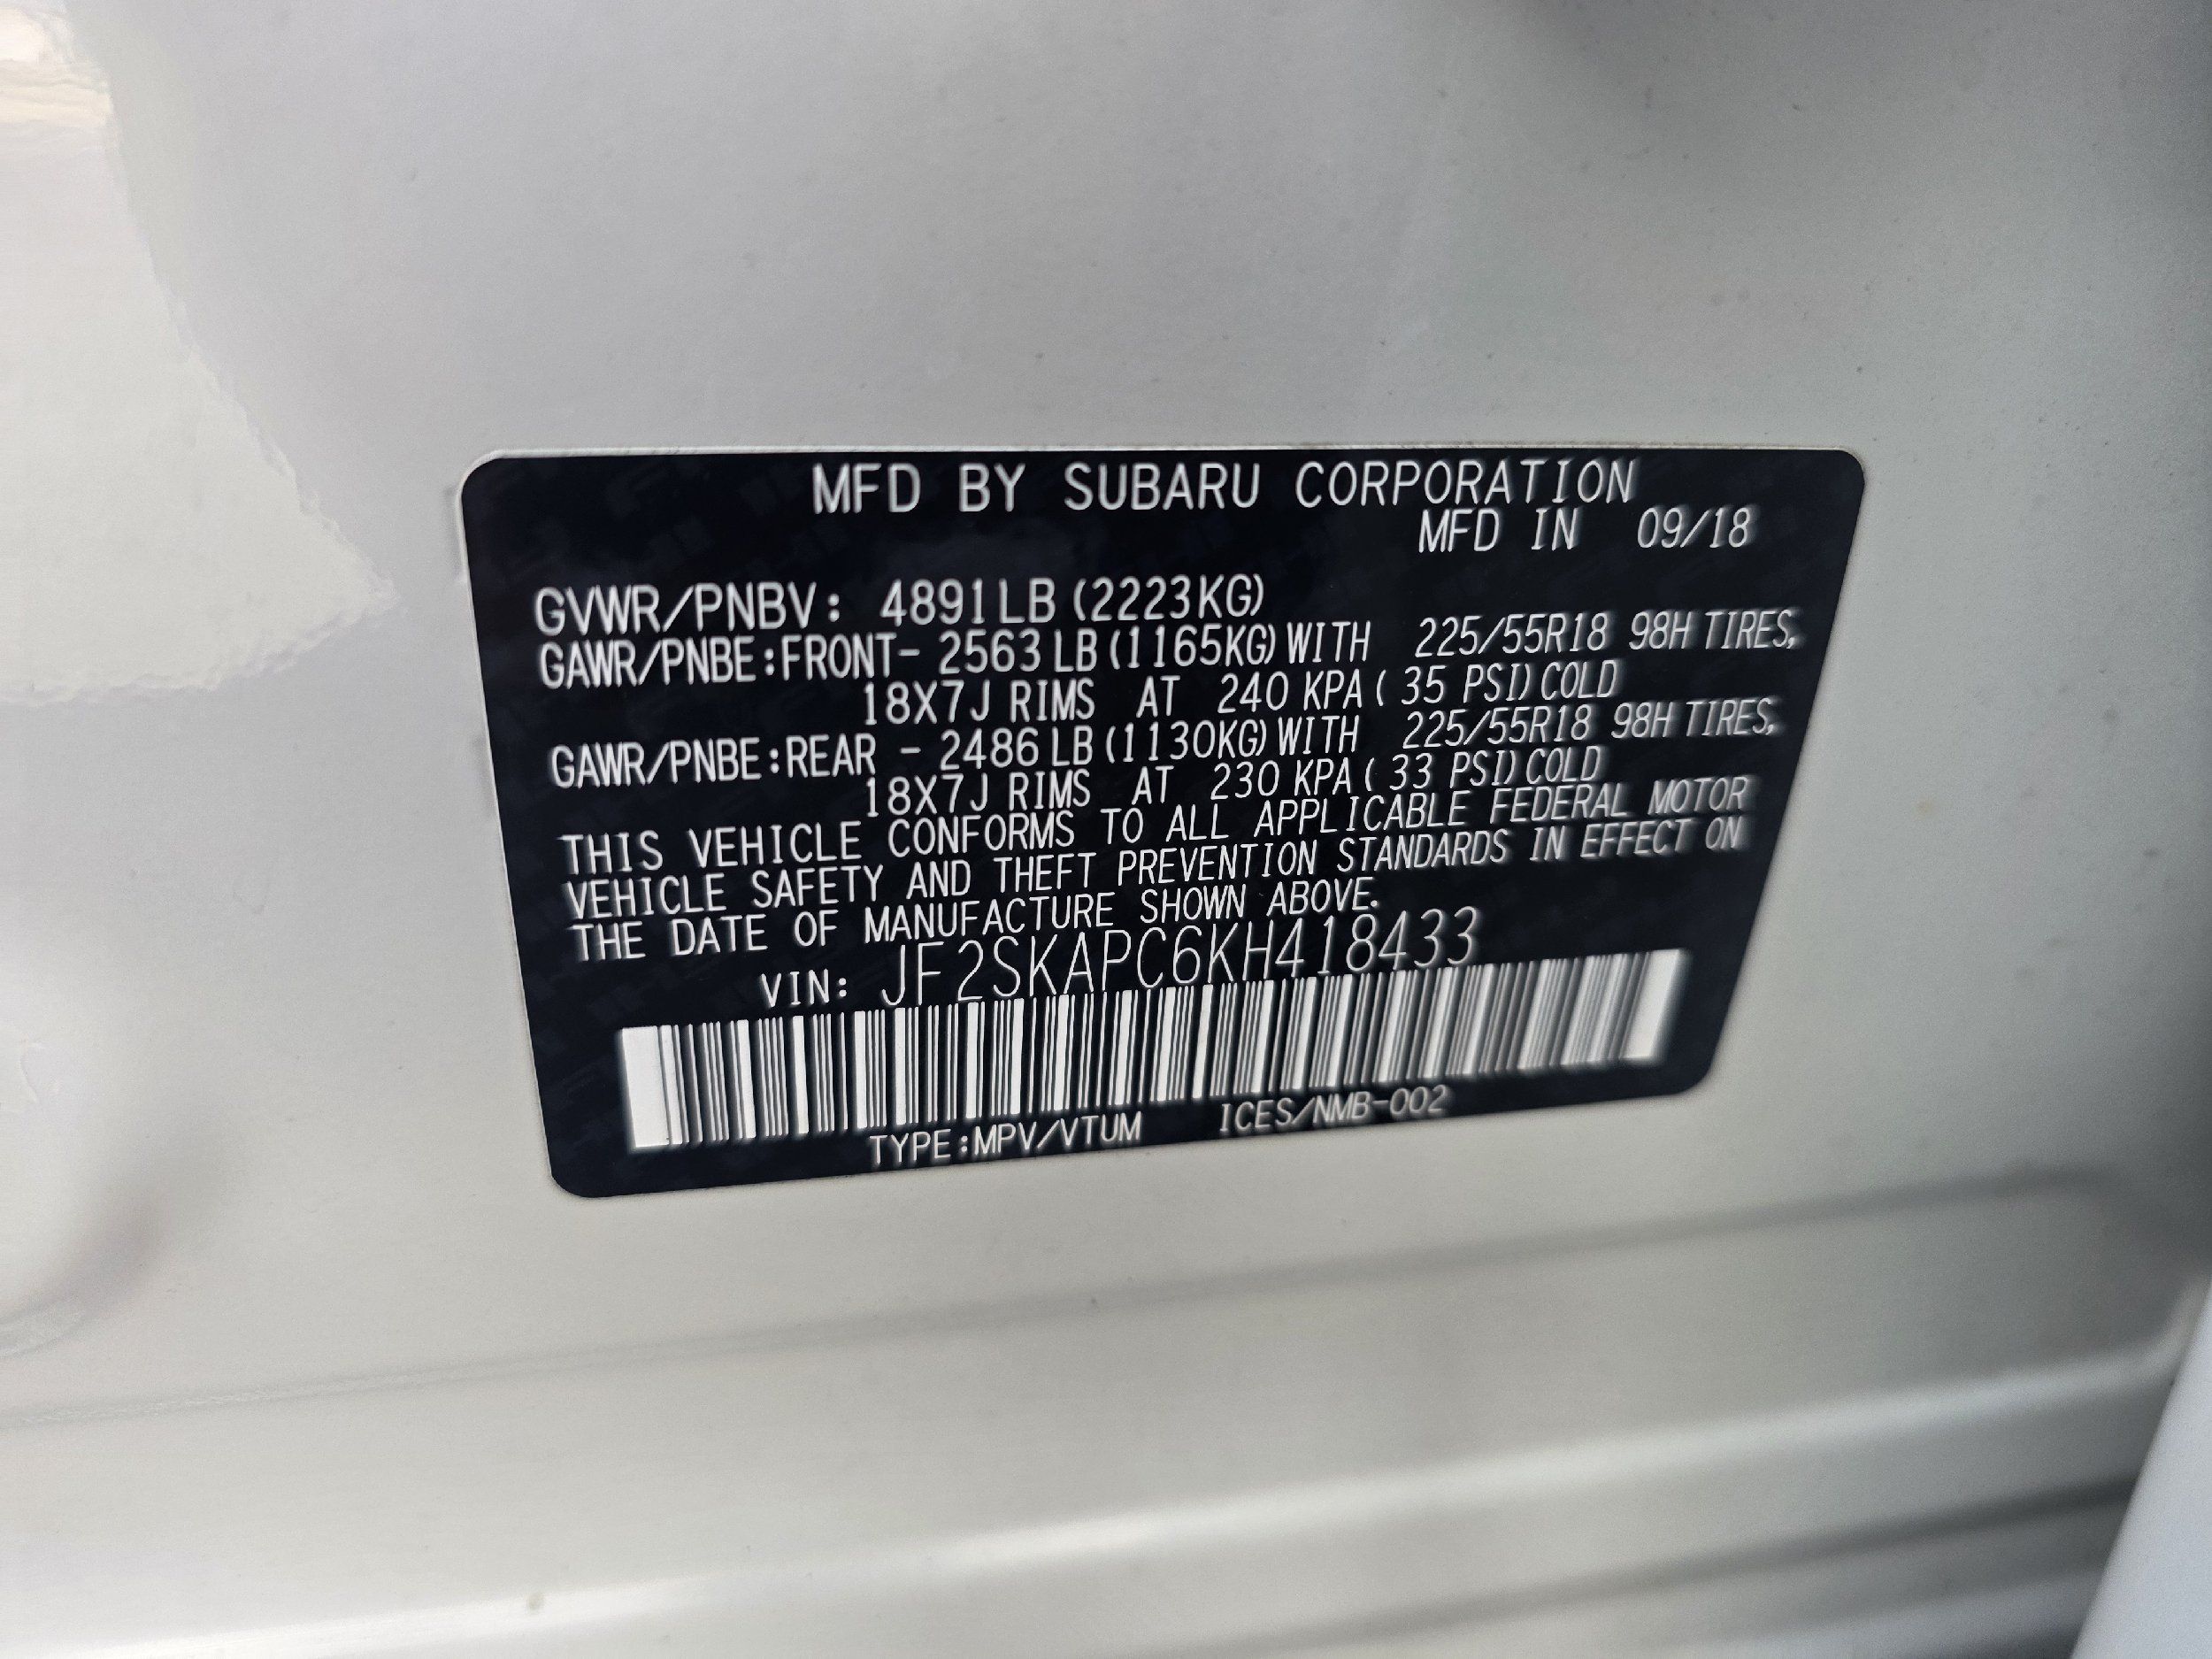 MFD BY SUBARU CORPORATION
MFD IN 09/18
GVWR/PNBV: 4891LB (2223KG)
GAWR/PNBE:FRONT- 2563 LB (1165KG) WITH 225/55R18 98H TIRES,
18X7J RIMS AT 240 KPA ( 35 PSI) COLD
GAWR/PNBE:REAR - 2486 LB (1130KG) WITH 225/55R18 98H TIRES,
18X7J RIMS AT 230 KPA ( 33 PSI) COLD
THIS VEHICLE CONFORMS TO ALL APPLICABLE FEDERAL MOTOR
VEHICLE SAFETY AND THEFT PREVENTION STANDARDS IN EFFECT ON
THE DATE OF MANUFACTURE SHOWN ABOVE.
VIN: JF2SKAPC6KH418433
TYPE:MPV/VTUM ICES/NMB-002